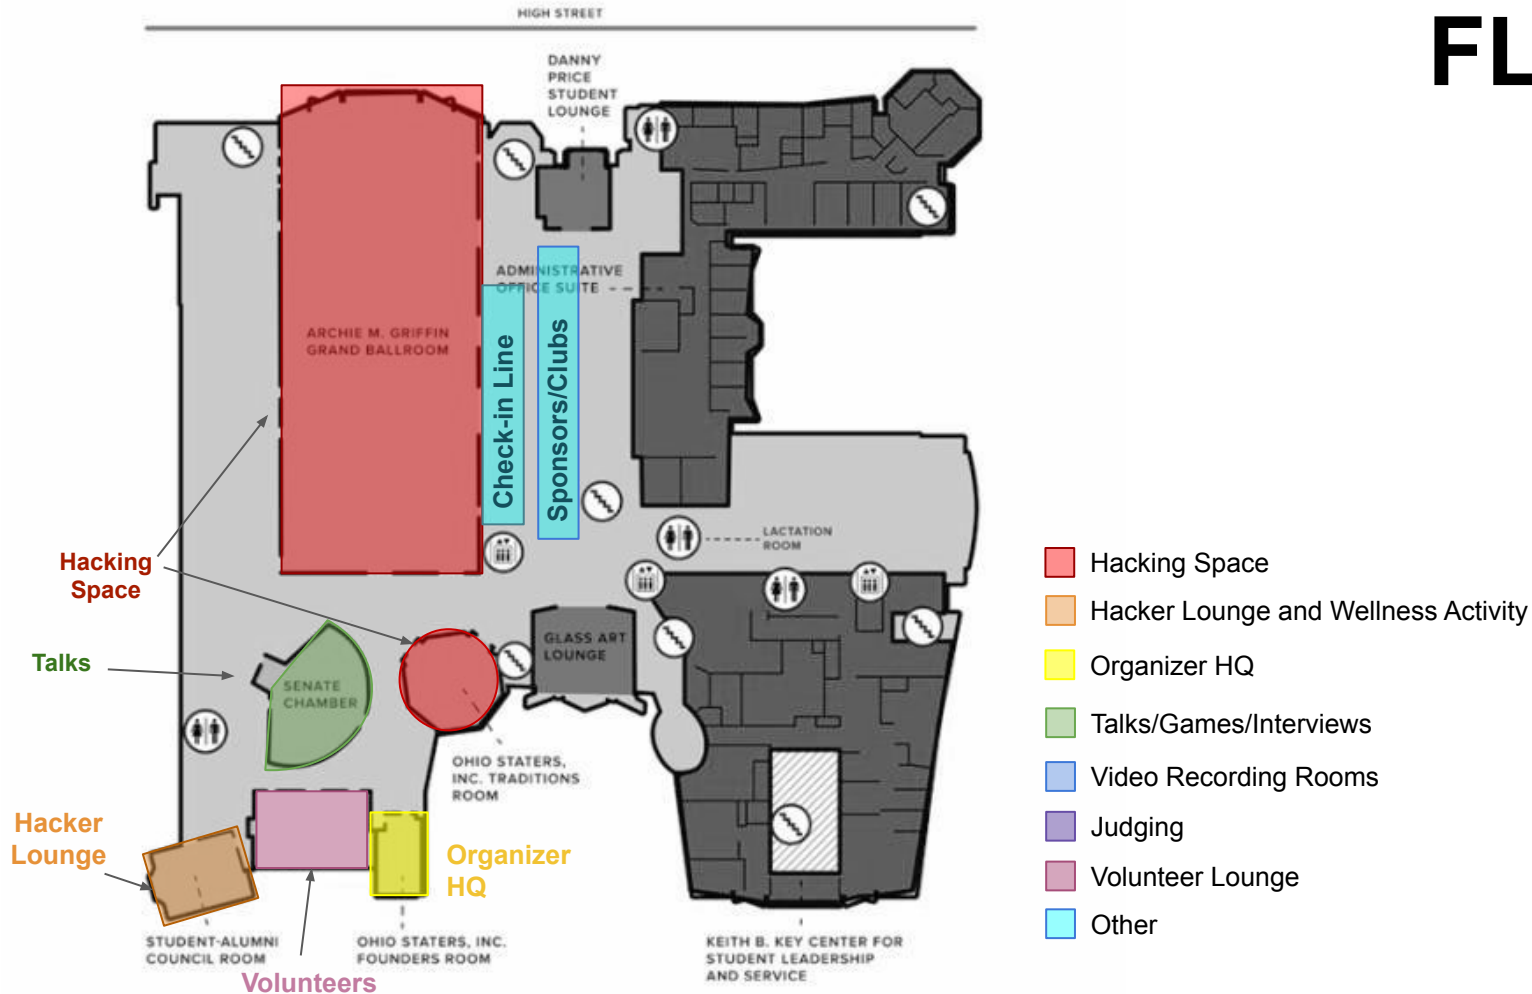 HIGH STREET
FL
DANNY
PRICE
STUDENT
LOUNGE
ADMINISTRATIVE
OFFICE SUITE
ARCHIE M. GRIFFIN
GRAND BALLROOM
Check-in Line
Sponsors/Clubs
LACTATION
ROOM
Hacking
Space
GLASS ART
LOUNGE
Talks
SENATE
CHAMBER
OHIO STATERS,
INC. TRADITIONS
ROOM
Hacker
Lounge
Organizer
HQ
STUDENT-ALUMNI
COUNCIL ROOM
OHIO STATERS, INC.
FOUNDERS ROOM
Volunteers
KEITH B. KEY CENTER FOR
STUDENT LEADERSHIP
AND SERVICE
Hacking Space
Hacker Lounge and Wellness Activity
Organizer HQ
Talks/Games/Interviews
Video Recording Rooms
Judging
Volunteer Lounge
Other